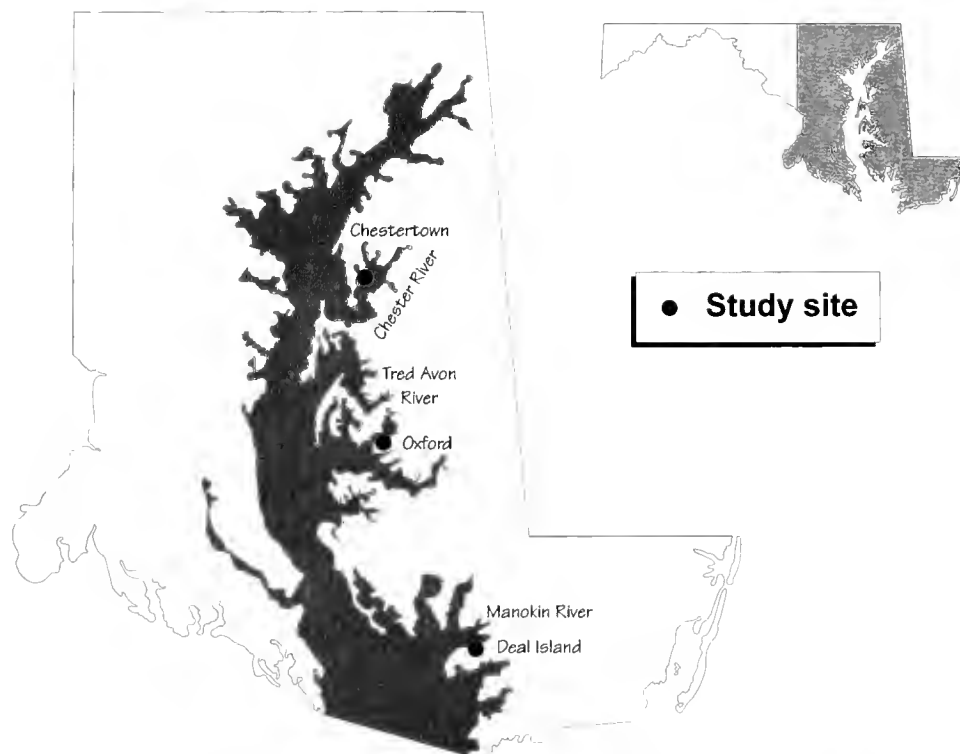 Chestertown
Chester River
Study site
Tred Avon
River
Oxford
Manokin River
Deal Island